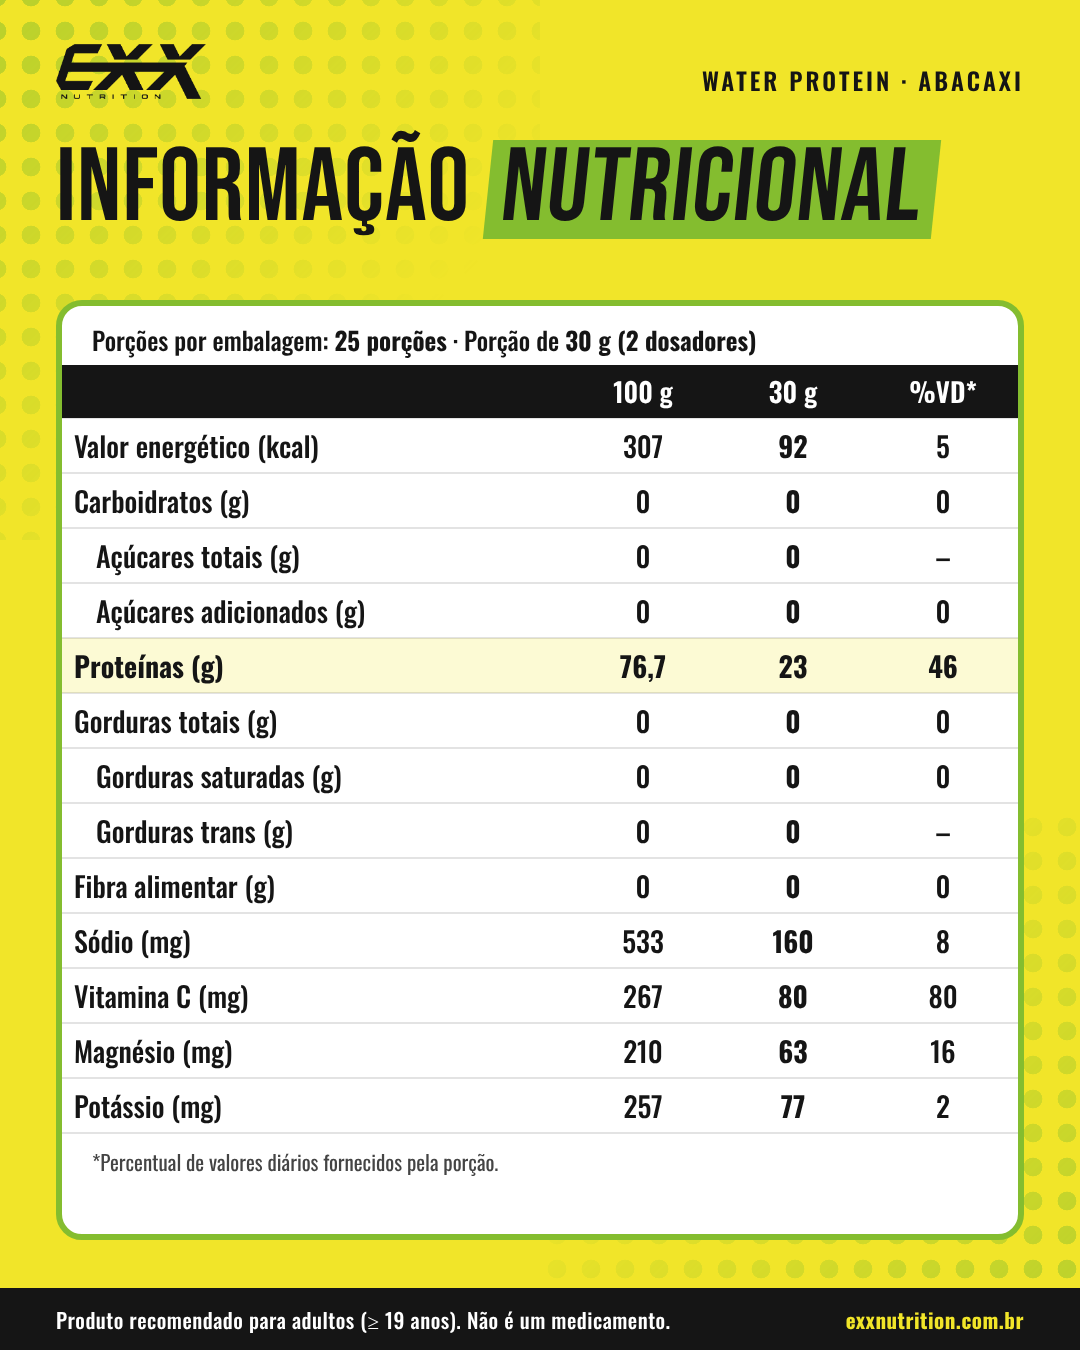 EXX
NUTRITION
WATER PROTEIN · ABACAXI
INFORMAÇÃO NUTRICIONAL
Porções por embalagem: 25 porções · Porção de 30 g (2 dosadores)
100 g 30 g %VD*
Valor energético (kcal) 307 92 5
Carboidratos (g) 0 0 0
Açúcares totais (g) 0 0 –
Açúcares adicionados (g) 0 0 0
Proteínas (g) 76,7 23 46
Gorduras totais (g) 0 0 0
Gorduras saturadas (g) 0 0 0
Gorduras trans (g) 0 0 –
Fibra alimentar (g) 0 0 0
Sódio (mg) 533 160 8
Vitamina C (mg) 267 80 80
Magnésio (mg) 210 63 16
Potássio (mg) 257 77 2
*Percentual de valores diários fornecidos pela porção.
Produto recomendado para adultos (≥ 19 anos). Não é um medicamento.
exxnutrition.com.br